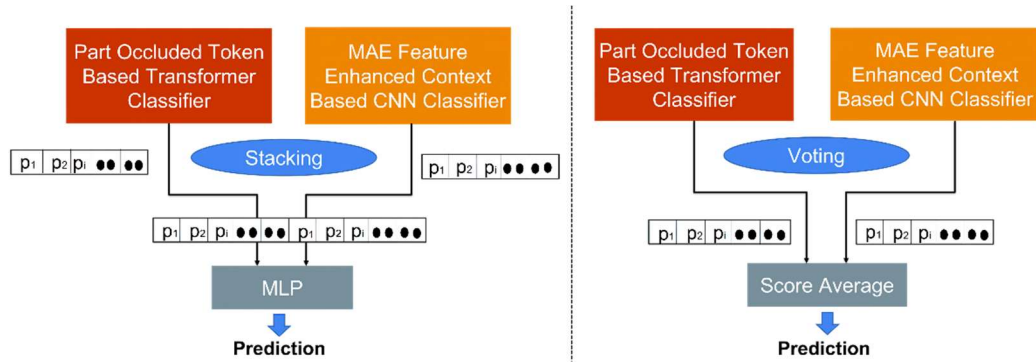 Part Occluded Token
Based Transformer
Classifier
MAE Feature
Enhanced Context
Based CNN Classifier
Stacking
p₁ p₂ pᵢ ●● ●●
p₁ p₂ pᵢ ●● ●●
p₁ p₂ pᵢ ●● ●● p₁ p₂ pᵢ ●● ●●
MLP
Prediction
Part Occluded Token
Based Transformer
Classifier
MAE Feature
Enhanced Context
Based CNN Classifier
Voting
p₁ p₂ pᵢ ●● ●●
p₁ p₂ pᵢ ●● ●●
Score Average
Prediction